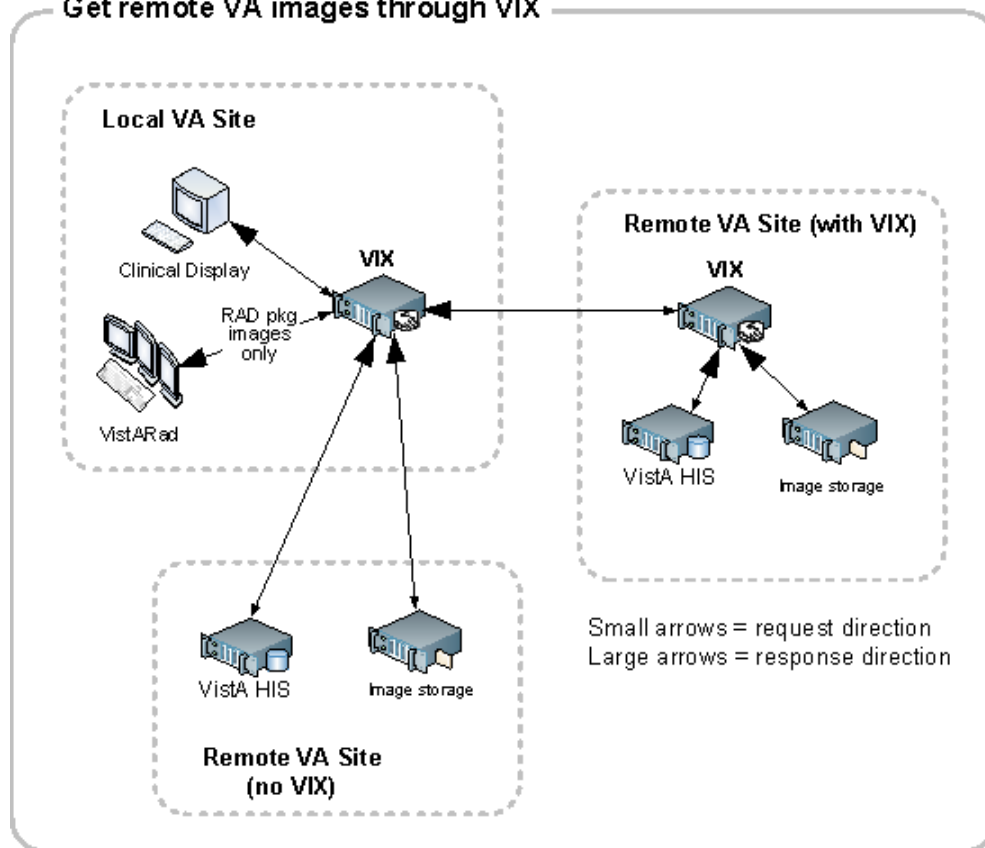 Get remote VA images through VIX
Local VA Site
Clinical Display
VIX
RAD pkg
images
only
VistARad
Remote VA Site (with VIX)
VIX
VistA HIS
Image storage
VistA HIS
Image storage
Remote VA Site
(no VIX)
Small arrows = request direction
Large arrows = response direction